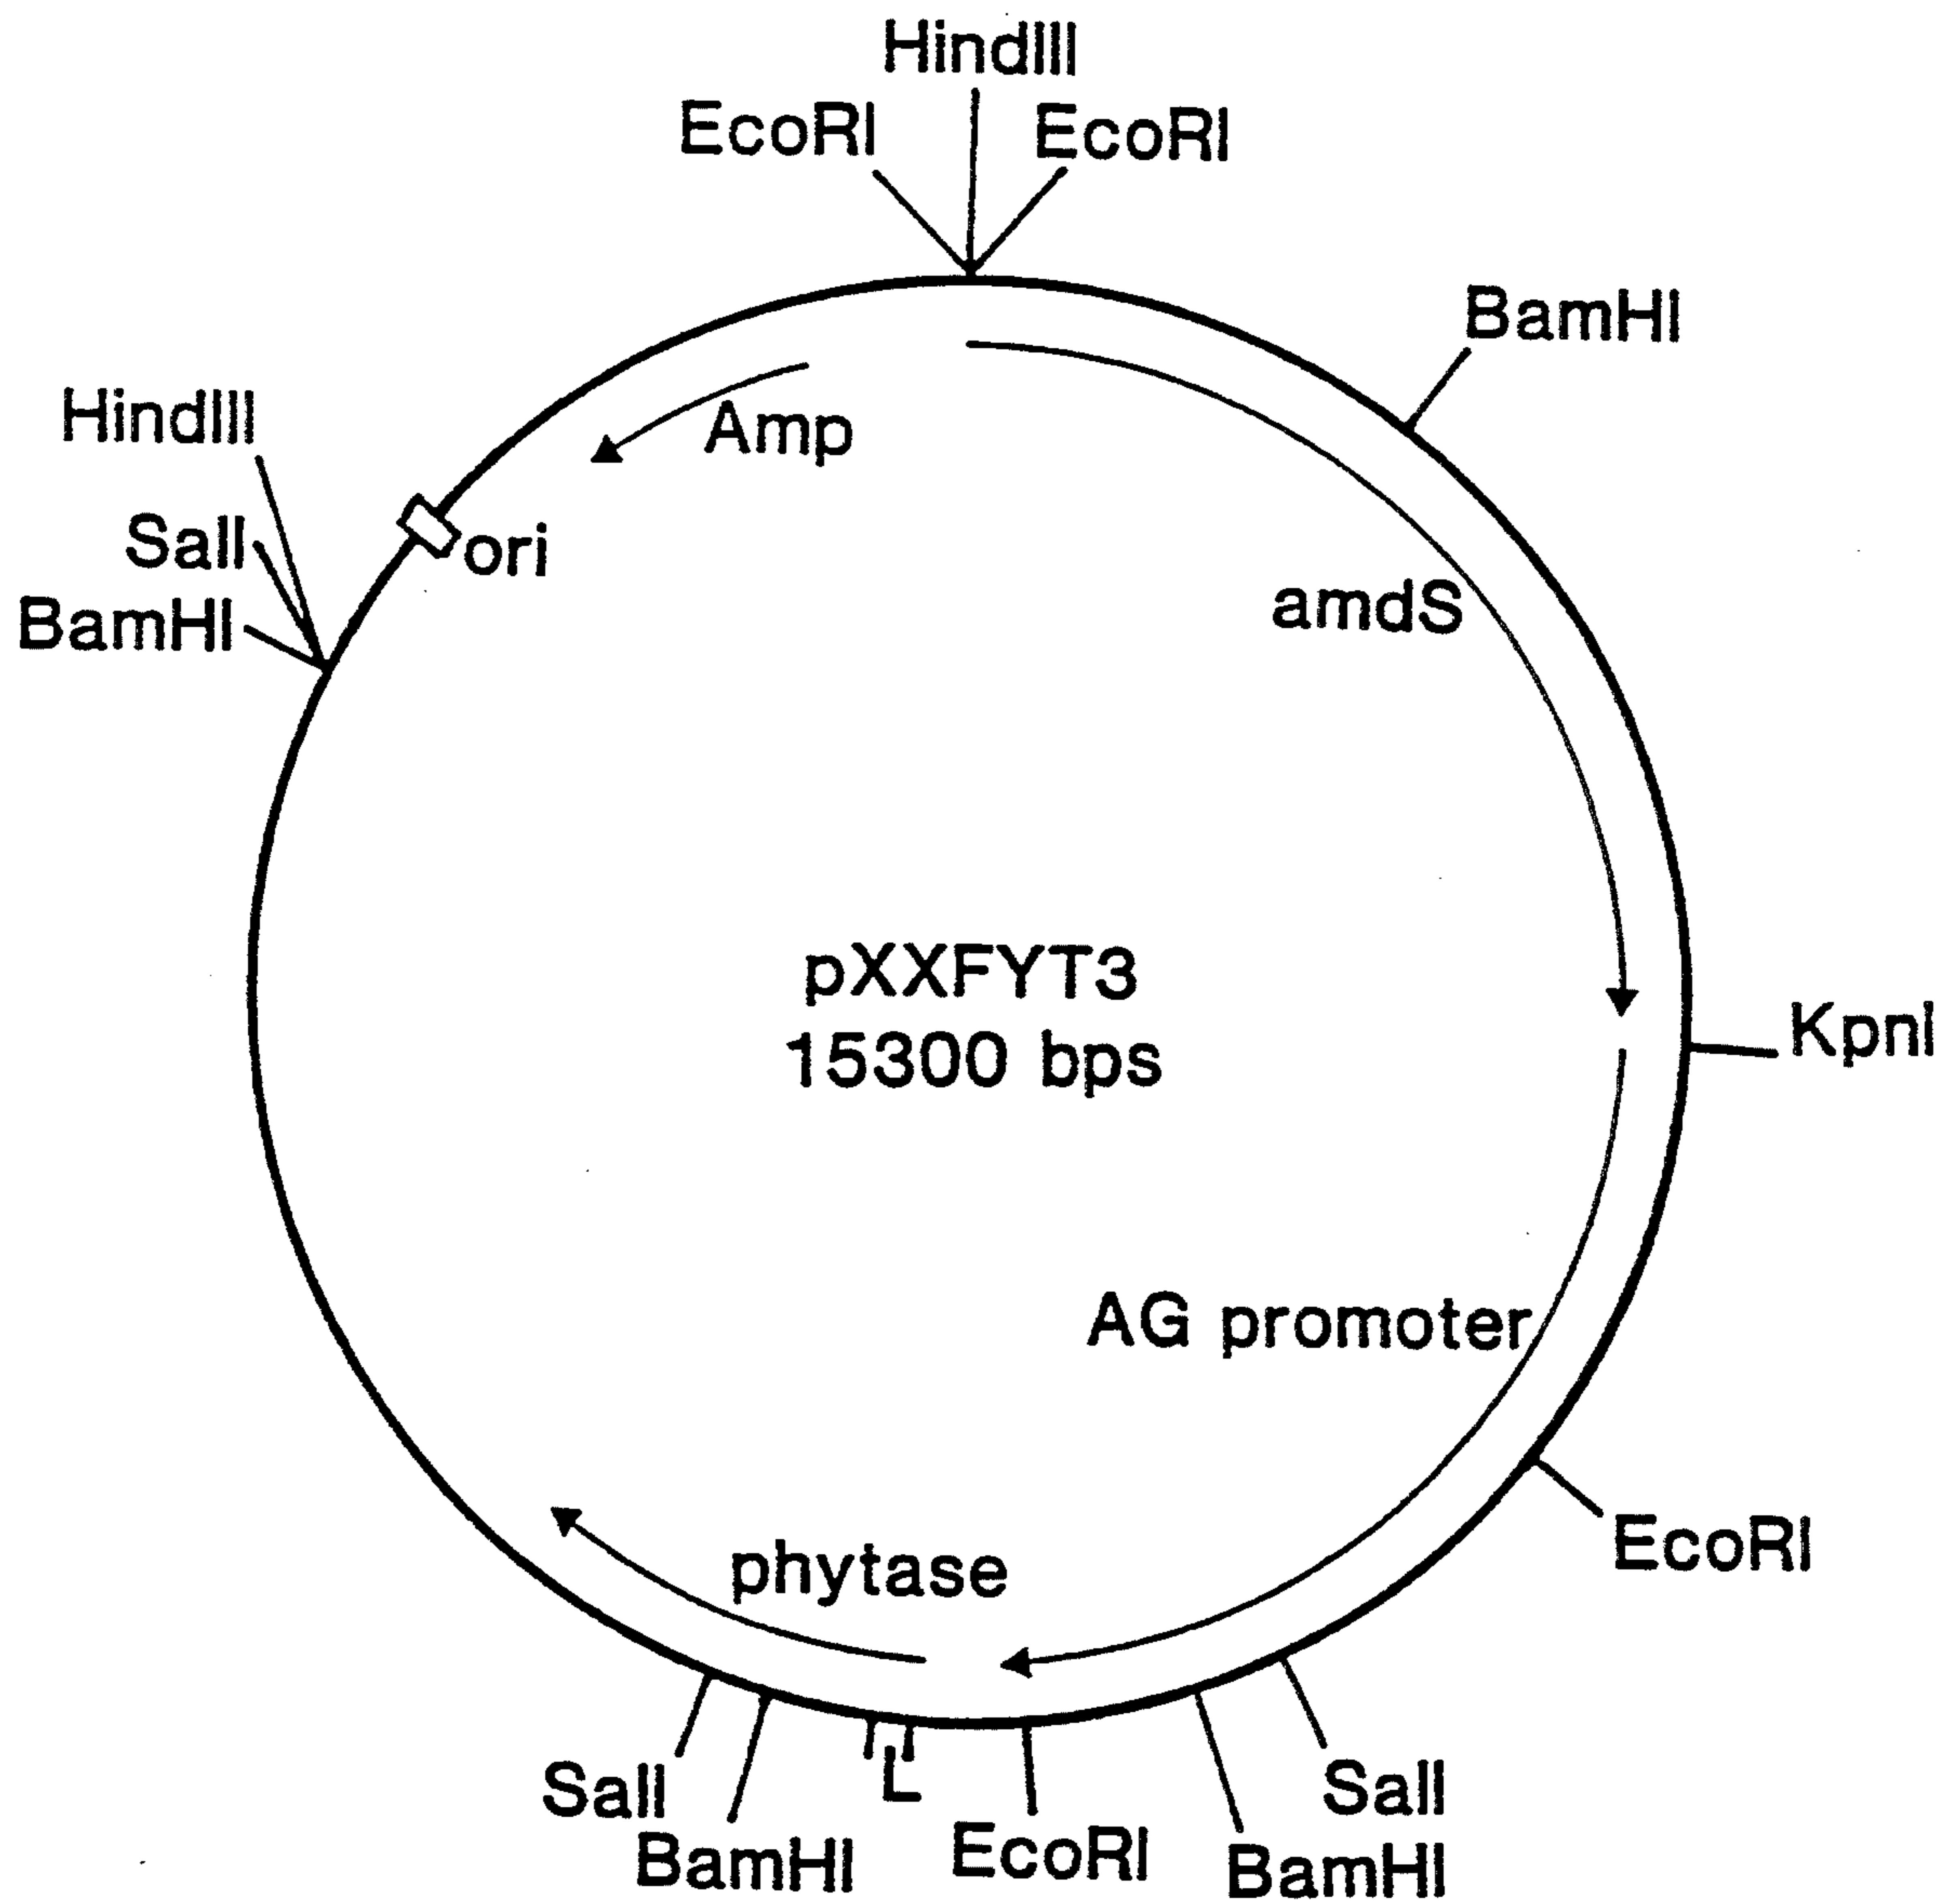 HindIII
EcoRI
EcoRI
BamHI
HindIII
Amp
SalI
ori
BamHI
amdS
pXXFYT3
15300 bps
KpnI
AG promoter
EcoRI
phytase
SalI
L
SalI
BamHI
EcoRI
BamHI